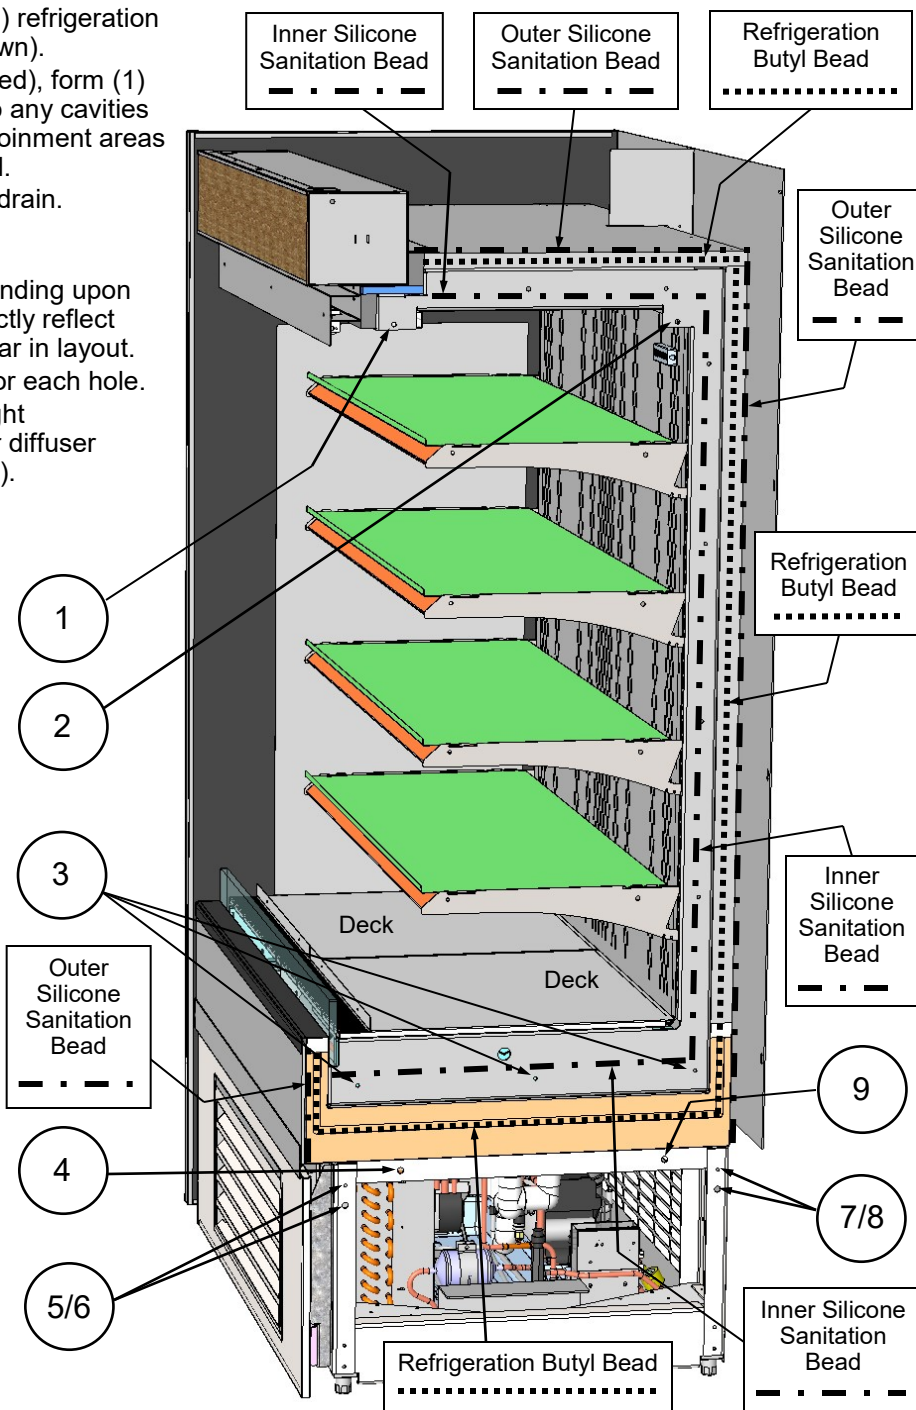 ) refrigeration
wn).
ed), form (1)
o any cavities
oinment areas
d.
drain.
nding upon
ctly reflect
ar in layout.
or each hole.
ght
r diffuser
).
Inner Silicone
Sanitation Bead
Outer Silicone
Sanitation Bead
Refrigeration
Butyl Bead
Outer
Silicone
Sanitation
Bead
1
2
Refrigeration
Butyl Bead
3
Deck
Deck
Inner
Silicone
Sanitation
Bead
Outer
Silicone
Sanitation
Bead
9
4
7/8
5/6
Refrigeration Butyl Bead
Inner Silicone
Sanitation
Bead